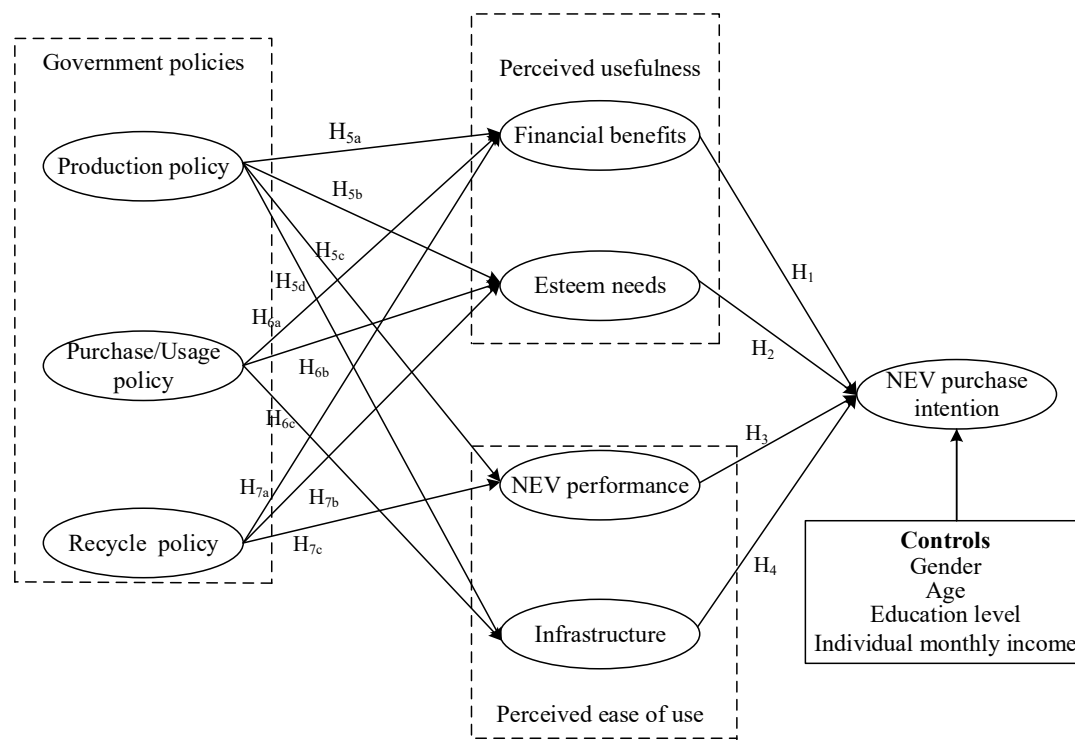 Government policies
Production policy
Purchase/Usage
policy
Recycle policy
H5a
H5b
H5c
H5d
H6a
H6b
H6c
H7a
H7b
H7c
Perceived usefulness
Financial benefits
Esteem needs
NEV performance
Infrastructure
Perceived ease of use
H1
H2
H3
H4
NEV purchase
intention
Controls
Gender
Age
Education level
Individual monthly income